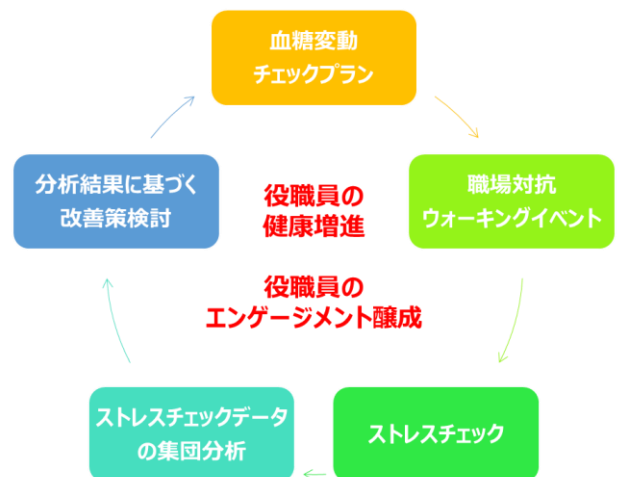 血糖変動
チェックプラン
職場対抗
ウォーキングイベント
ストレスチェック
ストレスチェックデータ
の集団分析
分析結果に基づく
改善策検討
役職員の
健康増進
役職員の
エンゲージメント醸成